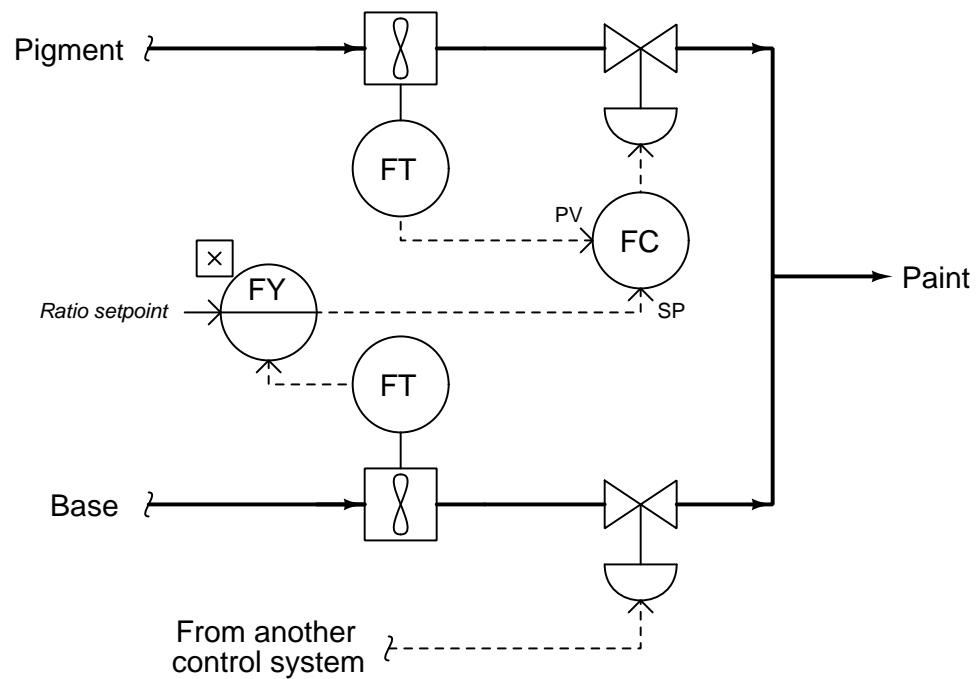 Pigment
FT
PV
FC
×
FY
Ratio setpoint
SP
Paint
FT
Base
From another
control system